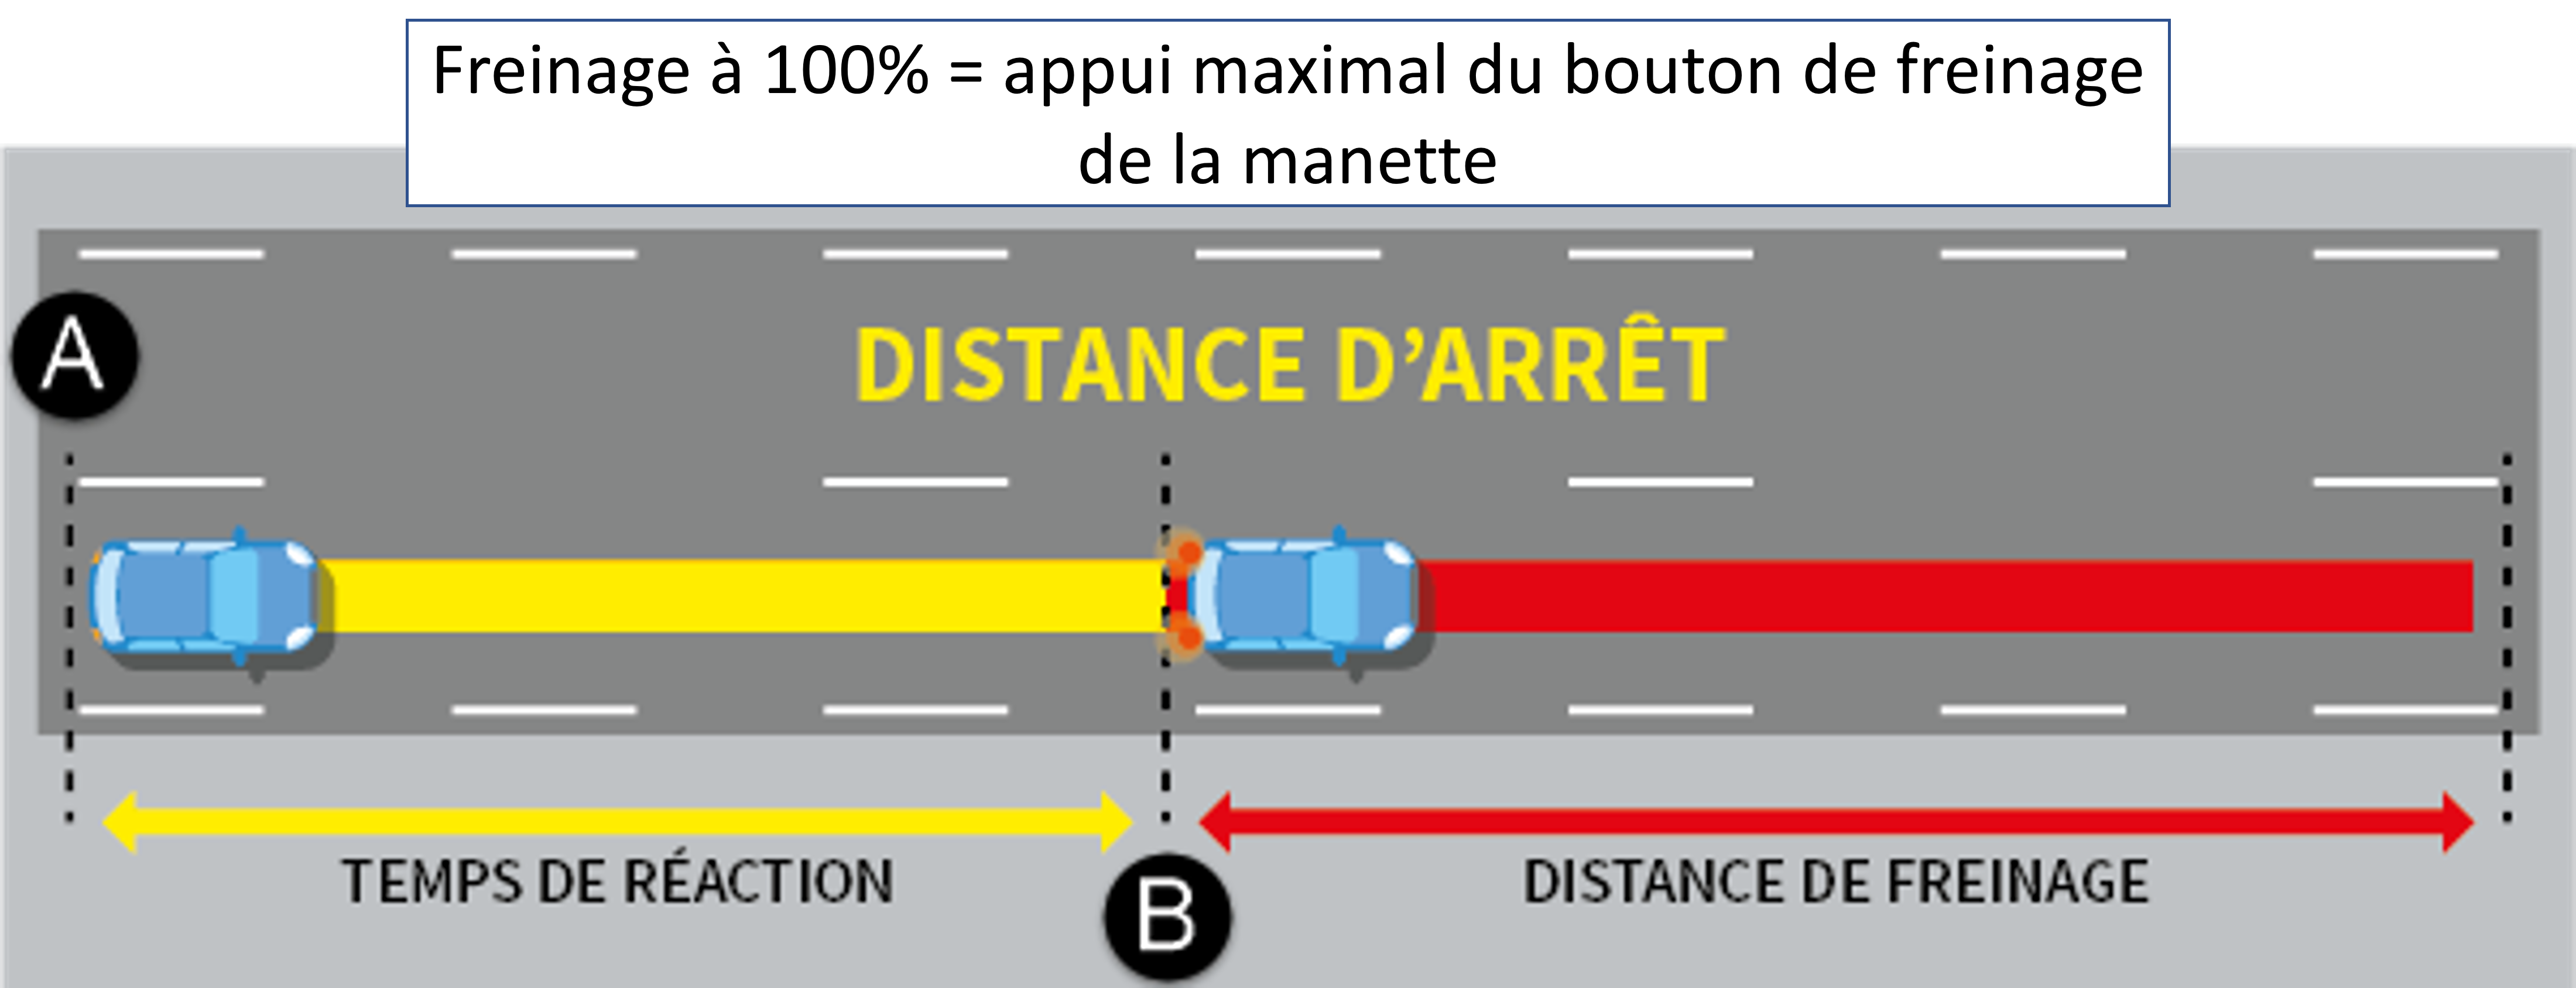 Freinage à 100% = appui maximal du bouton de freinage
de la manette
A
DISTANCE D’ARRÊT
TEMPS DE RÉACTION
B
DISTANCE DE FREINAGE